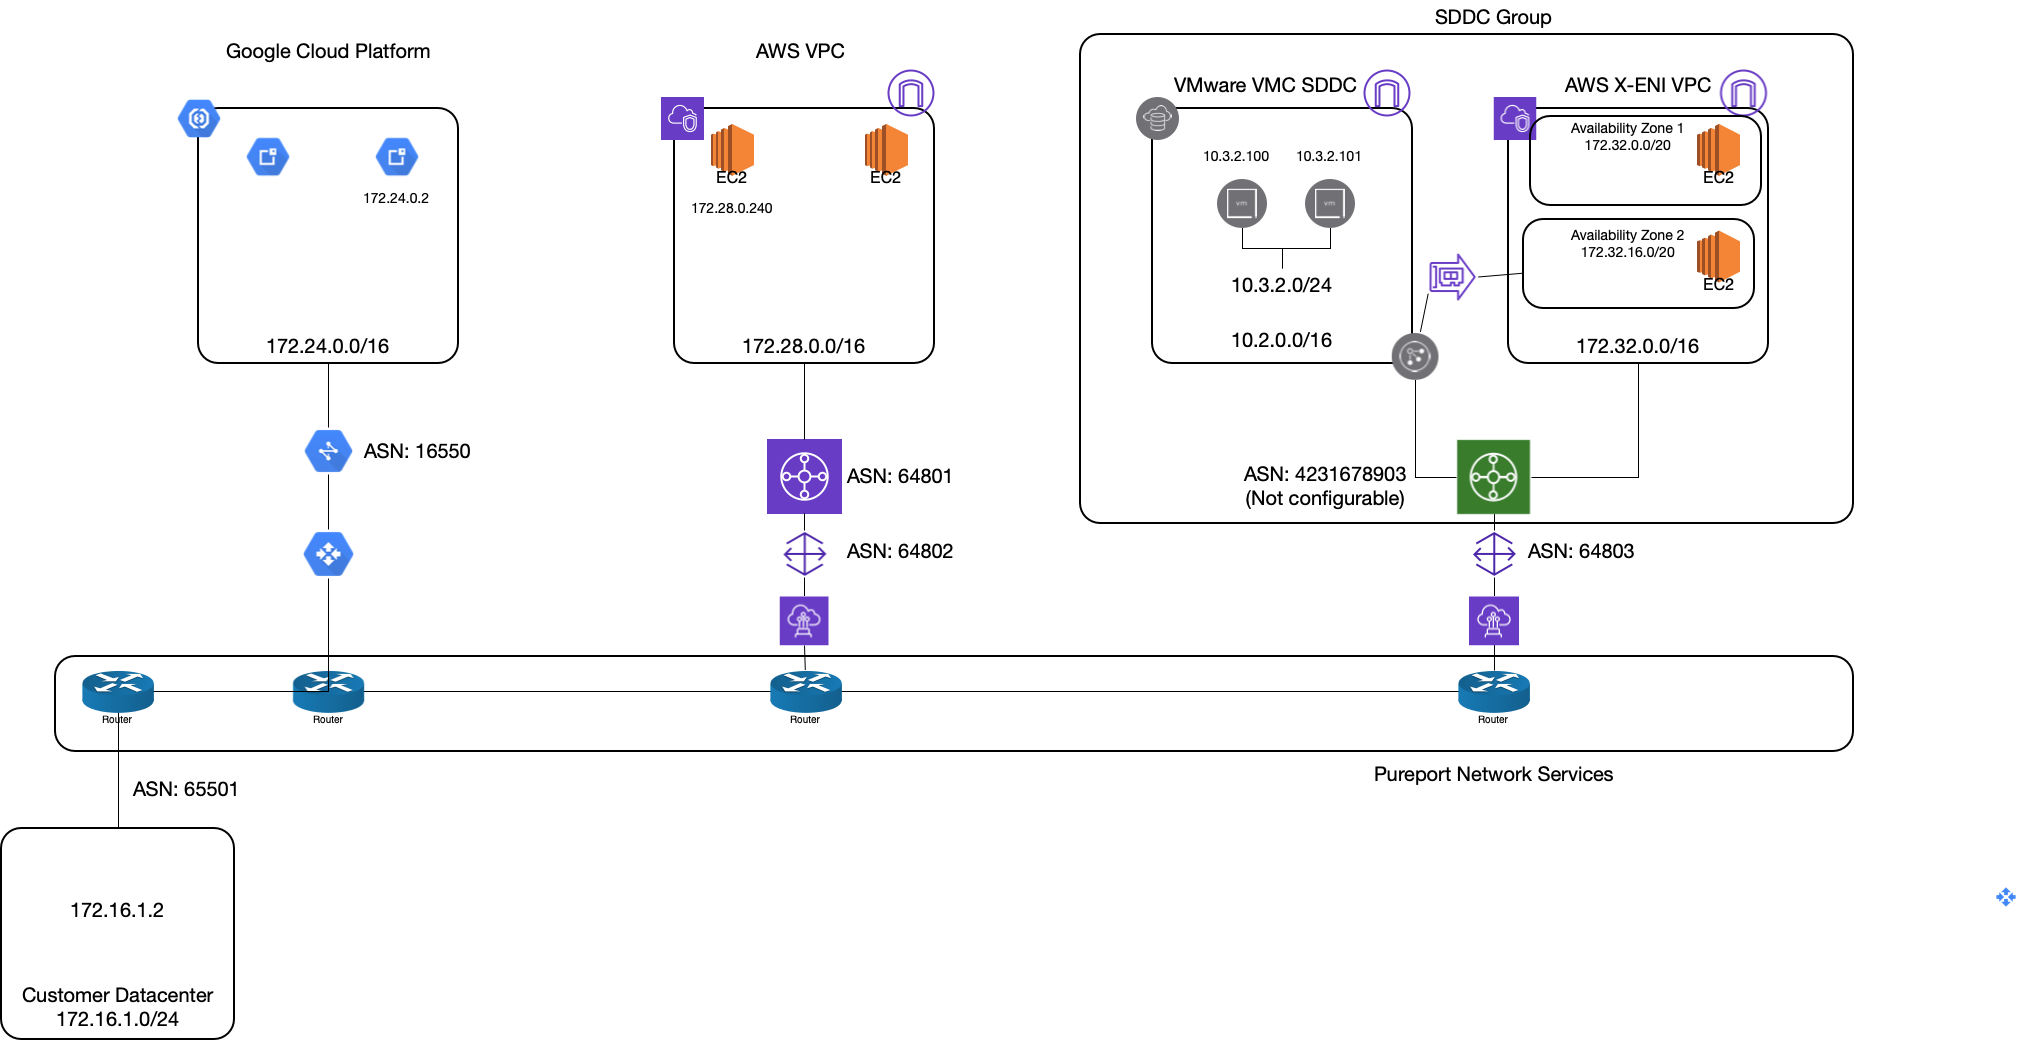 SDDC Group
Google Cloud Platform
AWS VPC
VMware VMC SDDC
AWS X-ENI VPC
172.24.0.2
172.24.0.0/16
EC2
EC2
172.28.0.240
172.28.0.0/16
10.3.2.100
10.3.2.101
vm
vm
10.3.2.0/24
10.2.0.0/16
Availability Zone 1
172.32.0.0/20
EC2
Availability Zone 2
172.32.16.0/20
EC2
172.32.0.0/16
ASN: 16550
ASN: 64801
ASN: 4231678903
(Not configurable)
ASN: 64802
ASN: 64803
Router
Router
Router
Router
Pureport Network Services
ASN: 65501
172.16.1.2
Customer Datacenter
172.16.1.0/24